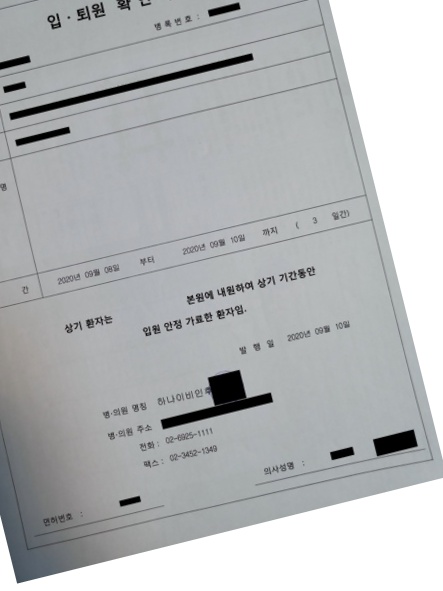 입·퇴원 확
병록번호 :
명
간 2020년 09월 08일 부터 2020년 09월 10일 까지 ( 3 일간)
상기 환자는 본원에 내원하여 상기 기간동안
입원 안정 가료한 환자임.
발 행 일 2020년 09월 10일
병·의원 명칭 하나이비인후
병·의원 주소
전화 : 02-6925-1111
팩스 : 02-3452-1349
면허번호 : 의사성명 :